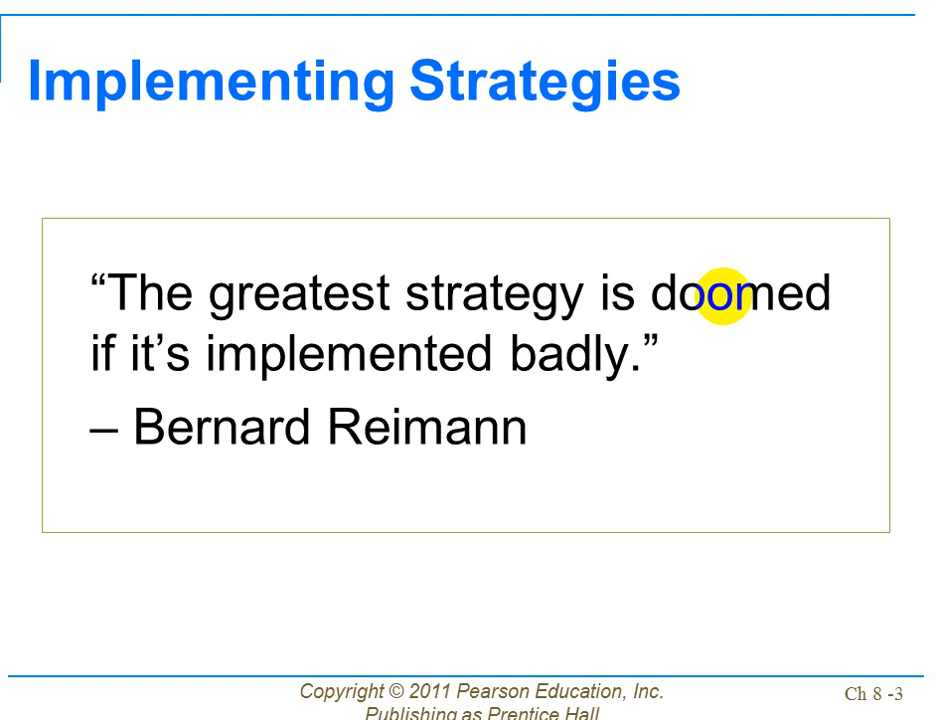 Implementing Strategies
“The greatest strategy is doomed
if it’s implemented badly.”
– Bernard Reimann
Copyright © 2011 Pearson Education, Inc.
Publishing as Prentice Hall
Ch 8 -3